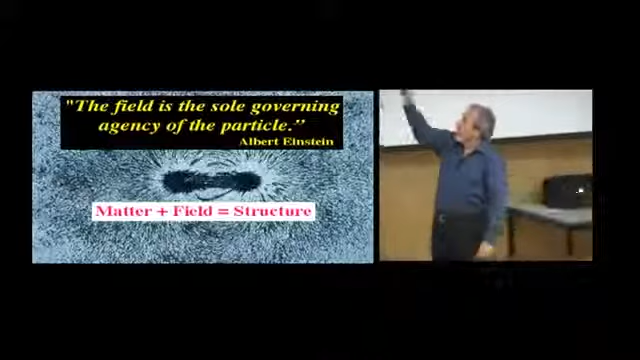 "The field is the sole governing
agency of the particle.”
Albert Einstein
Matter + Field = Structure